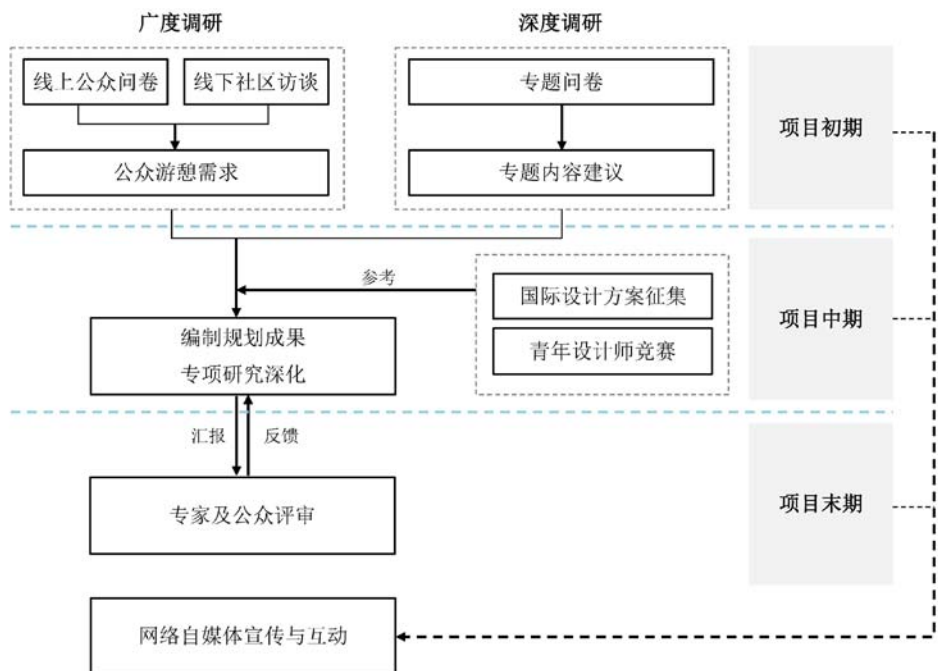 广度调研
深度调研
线上公众问卷
线下社区访谈
专题问卷
项目初期
公众游憩需求
专题内容建议
参考
国际设计方案征集
项目中期
编制规划成果
专项研究深化
青年设计师竞赛
汇报
反馈
专家及公众评审
项目末期
网络自媒体宣传与互动